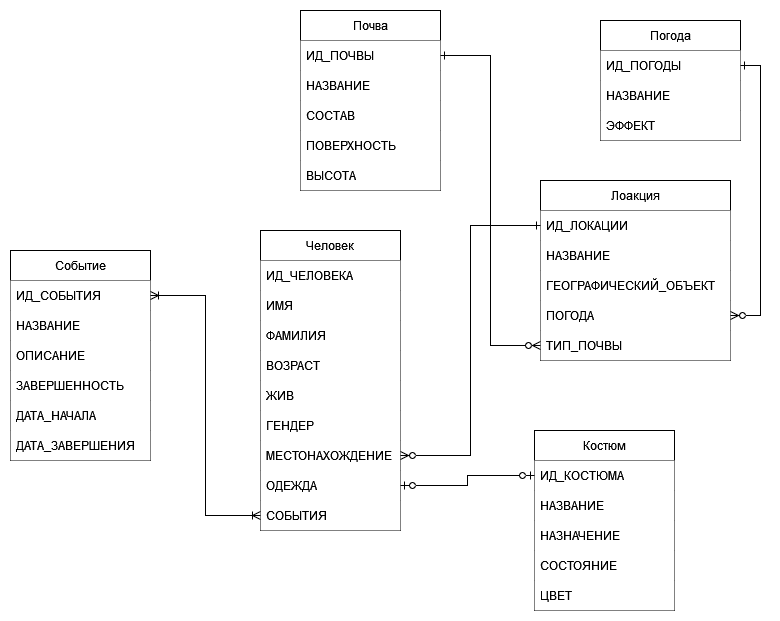 Почва
ИД_ПОЧВЫ
НАЗВАНИЕ
СОСТАВ
ПОВЕРХНОСТЬ
ВЫСОТА
Погода
ИД_ПОГОДЫ
НАЗВАНИЕ
ЭФФЕКТ
Лоакция
ИД_ЛОКАЦИИ
НАЗВАНИЕ
ГЕОГРАФИЧЕСКИЙ_ОБЪЕКТ
ПОГОДА
ТИП_ПОЧВЫ
Человек
ИД_ЧЕЛОВЕКА
ИМЯ
ФАМИЛИЯ
ВОЗРАСТ
ЖИВ
ГЕНДЕР
МЕСТОНАХОЖДЕНИЕ
ОДЕЖДА
СОБЫТИЯ
Событие
ИД_СОБЫТИЯ
НАЗВАНИЕ
ОПИСАНИЕ
ЗАВЕРШЕННОСТЬ
ДАТА_НАЧАЛА
ДАТА_ЗАВЕРШЕНИЯ
Костюм
ИД_КОСТЮМА
НАЗВАНИЕ
НАЗНАЧЕНИЕ
СОСТОЯНИЕ
ЦВЕТ